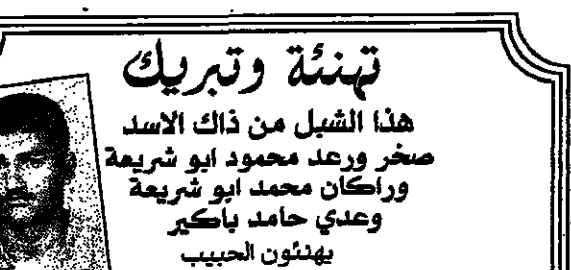 تهنئة وتبريك
هذا الشبل من ذاك الاسد
صخر ورعد محمود ابو شريعة
وراكان محمد ابو شريعة
وعدي حامد باكير
يهنئون الحبيب